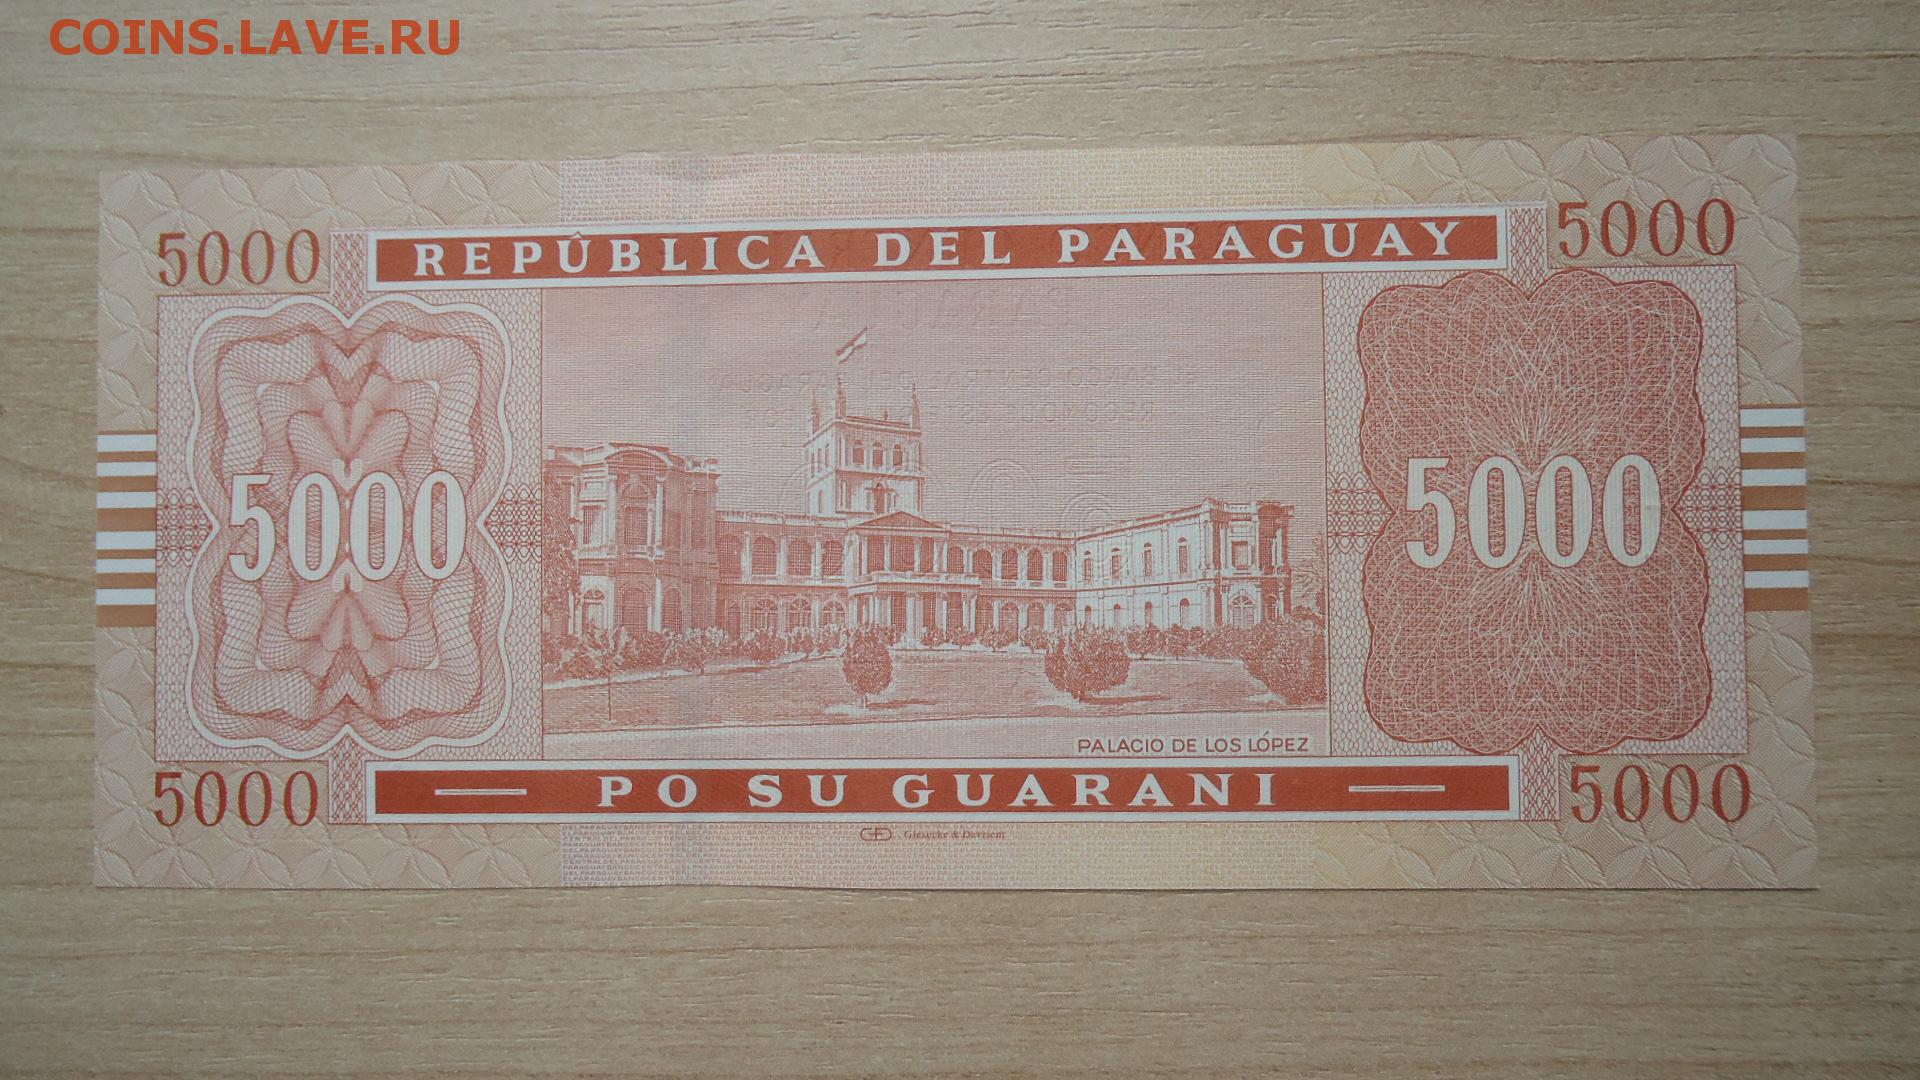 COINS.LAVE.RU
5000 REPÛBLICA DEL PARAGUAY 5000
5000 5000
PALACIO DE LOS LÓPEZ
5000 PO SU GUARANI 5000
Giesecke & Devrient